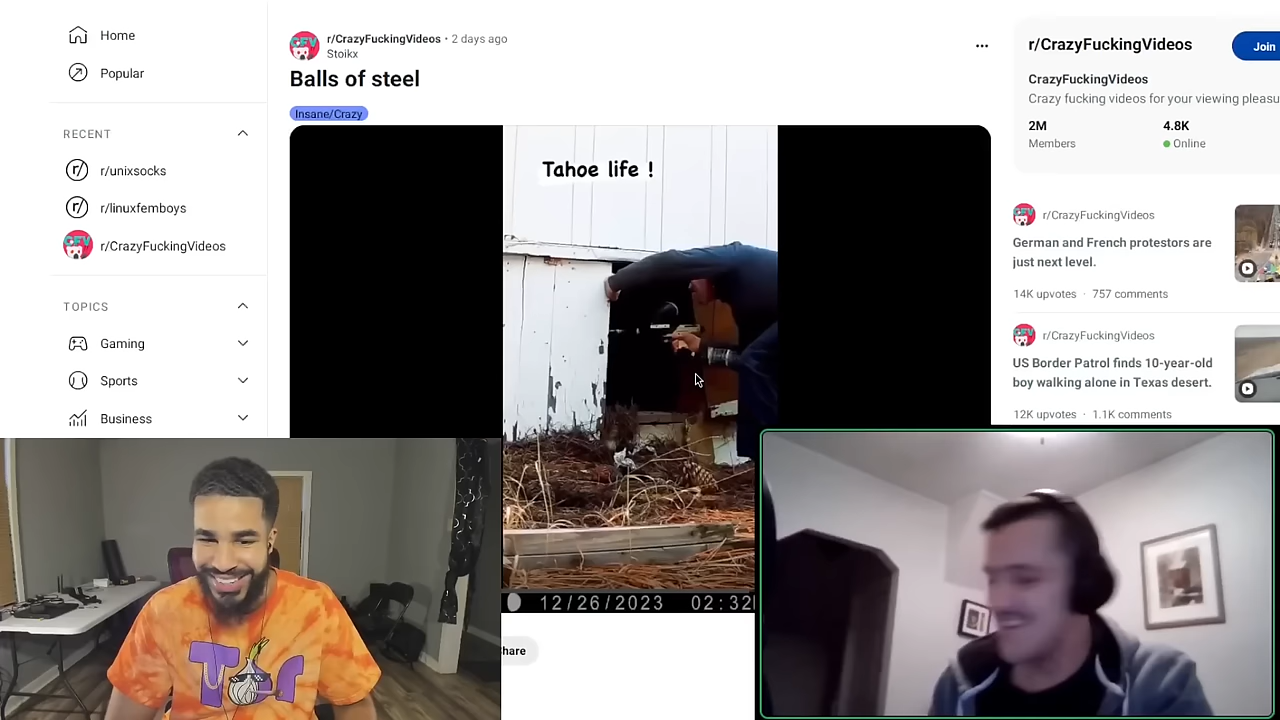 Home
Popular
RECENT
r/unixsocks
r/linuxfemboys
r/CrazyFuckingVideos
TOPICS
Gaming
Sports
Business
r/CrazyFuckingVideos • 2 days ago
Stoikx
Balls of steel
Insane/Crazy
Tahoe life !
12/26/2023 02:32
hare
r/CrazyFuckingVideos
Join
CrazyFuckingVideos
Crazy fucking videos for your viewing pleasu
2M
4.8K
Members
Online
r/CrazyFuckingVideos
German and French protestors are
just next level.
14K upvotes · 757 comments
r/CrazyFuckingVideos
US Border Patrol finds 10-year-old
boy walking alone in Texas desert.
12K upvotes · 1.1K comments
Tor